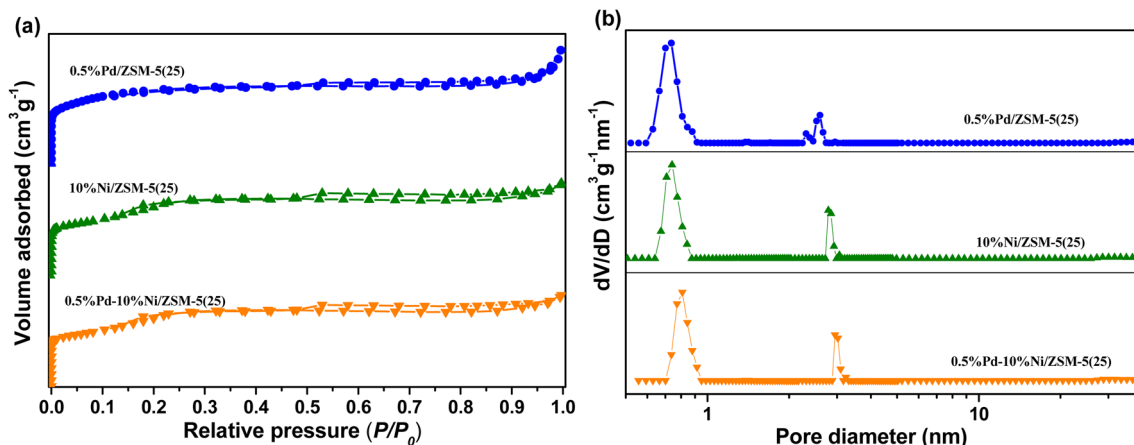 (a)
0.5%Pd/ZSM-5(25)
10%Ni/ZSM-5(25)
0.5%Pd-10%Ni/ZSM-5(25)
Volume adsorbed (cm³g⁻¹)
0.0 0.1 0.2 0.3 0.4 0.5 0.6 0.7 0.8 0.9 1.0
Relative pressure (P/P₀)
(b)
0.5%Pd/ZSM-5(25)
10%Ni/ZSM-5(25)
0.5%Pd-10%Ni/ZSM-5(25)
dV/dD (cm³g⁻¹nm⁻¹)
1 10
Pore diameter (nm)